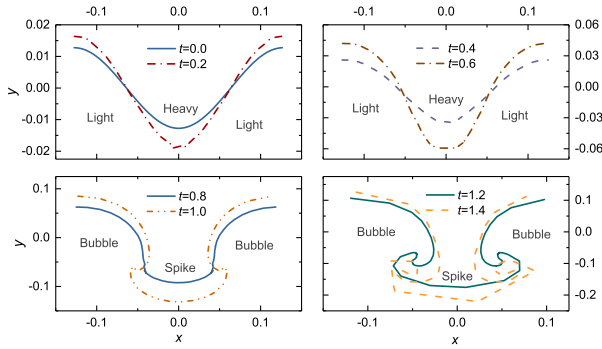 -0.1 0.0 0.1 -0.1 0.0 0.1
0.02 0.06
t=0.0 t=0.4
t=0.2 t=0.6
0.01 0.03
y 0.00 0.00
Heavy Heavy
Light Light Light Light
-0.01 -0.03
-0.02 -0.06
0.1 0.1
t=0.8 t=1.2
t=1.0 t=1.4
y 0.0 0.0
Bubble Bubble Bubble Bubble
Spike Spike
-0.1 -0.1
-0.2
-0.1 0.0 0.1 -0.1 0.0 0.1
x x